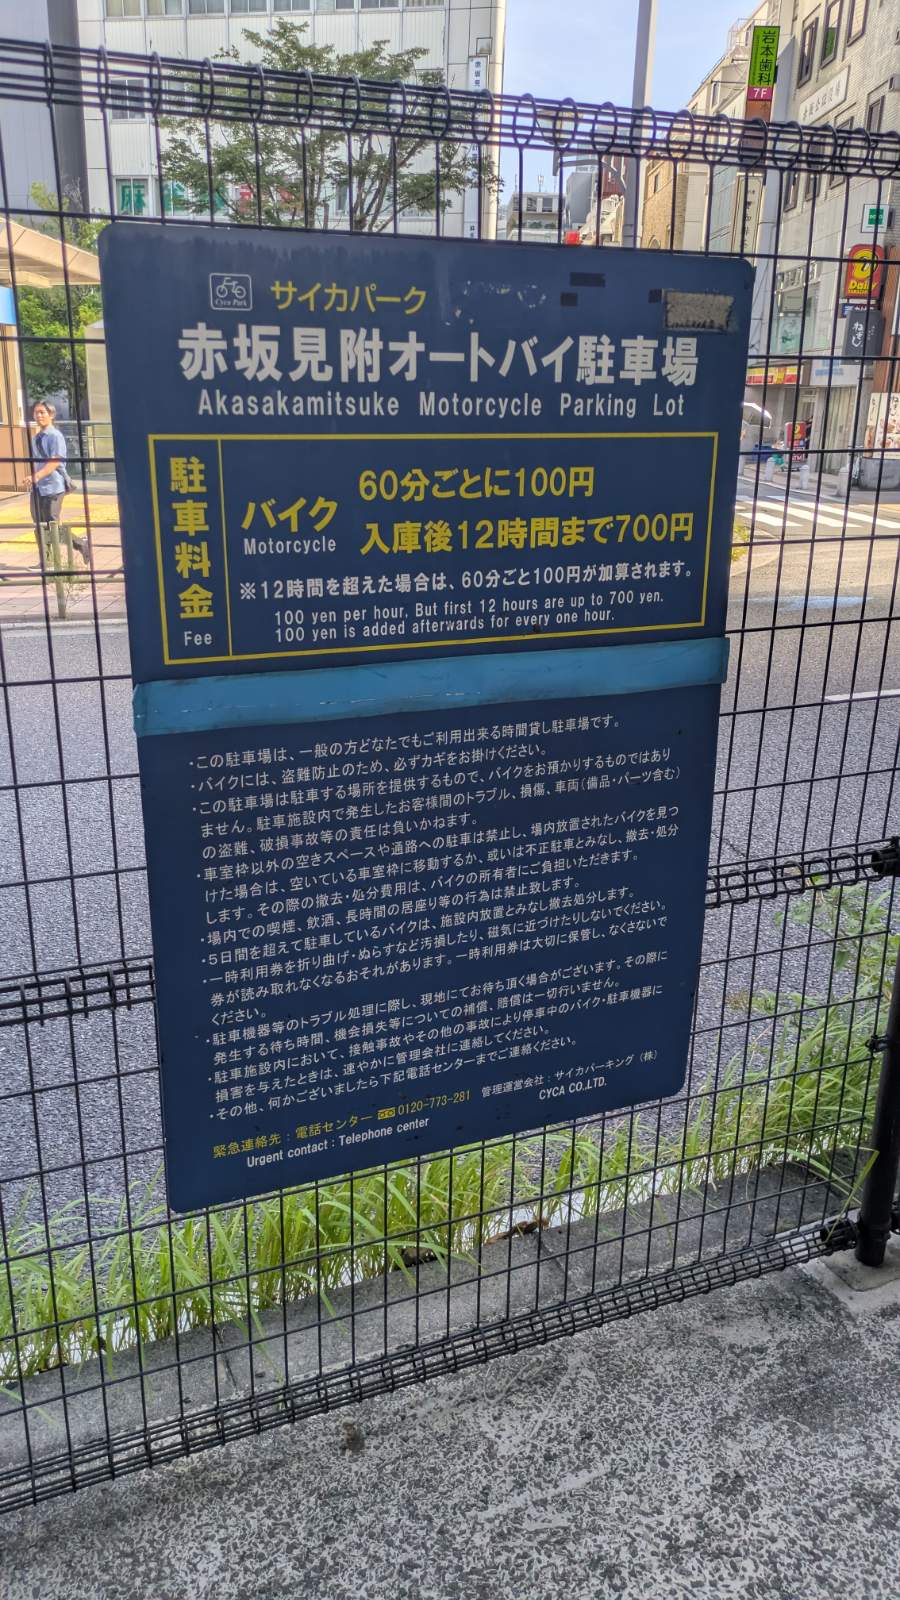 岩本歯科
7F
Daily
Cyca Park
サイカパーク
赤坂見附オートバイ駐車場
Akasakamitsuke Motorcycle Parking Lot
駐車料金
Fee
バイク
Motorcycle
60分ごとに100円
入庫後12時間まで700円
※12時間を超えた場合は、60分ごと100円が加算されます。
100 yen per hour. But first 12 hours are up to 700 yen.
100 yen is added afterwards for every one hour.
・この駐車場は、一般の方どなたでもご利用出来る時間貸し駐車場です。
・バイクには、盗難防止のため、必ずカギをお掛けください。
・この駐車場は駐車する場所を提供するもので、バイクをお預かりするものではあり
ません。駐車施設内で発生したお客様間のトラブル、損傷、車両(備品・パーツ含む)
の盗難、破損事故等の責任は負いかねます。
・車室枠以外の空きスペースや通路への駐車は禁止し、場内放置されたバイクを見つ
けた場合は、空いている車室枠に移動するか、或いは不正駐車とみなし、撤去・処分
します。その際の撤去・処分費用は、バイクの所有者にご負担いただきます。
・場内での喫煙、飲酒、長時間の居座り等の行為は禁止致します。
・5日間を超えて駐車しているバイクは、施設内放置とみなし撤去処分します。
・一時利用券を折り曲げ・ぬらすなど汚損したり、磁気に近づけたりしないでください。
券が読み取れなくなるおそれがあります。一時利用券は大切に保管し、なくさないで
ください。
・駐車機器等のトラブル処理に際し、現地にてお待ち頂く場合がございます。その際に
発生する待ち時間、機会損失等についての補償、賠償は一切行いません。
・駐車施設内において、接触事故やその他の事故により停車中のバイク・駐車機器に
損害を与えたときは、速やかに管理会社に連絡してください。
・その他、何かございましたら下記電話センターまでご連絡ください。
緊急連絡先：電話センター 0120-773-281 管理運営会社：サイカパーキング(株)
Urgent contact : Telephone center CYCA CO.LTD.